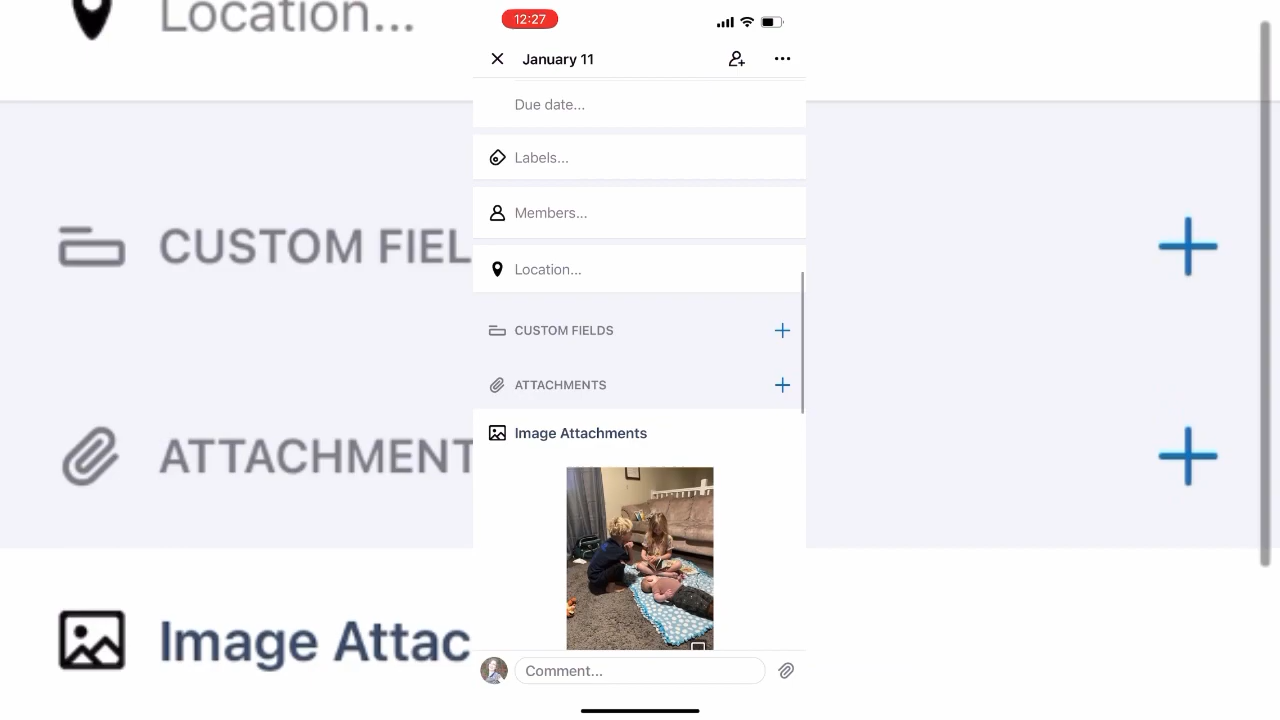 12:27
January 11
Due date...
Labels...
Members...
Location...
CUSTOM FIELDS
ATTACHMENTS
Image Attachments
Comment...
Location...
CUSTOM FIEL
ATTACHMENT
Image Attac